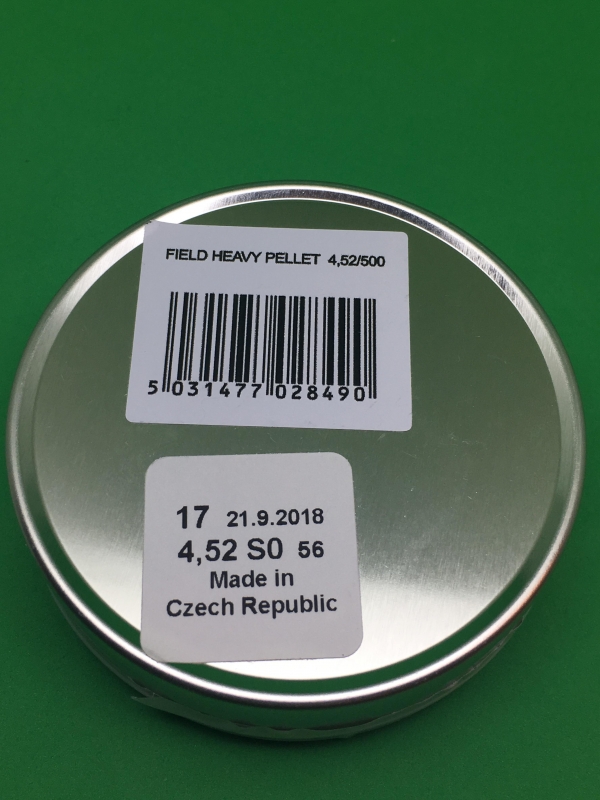 FIELD HEAVY PELLET 4,52/500
5 031477 028490
17 21.9.2018
4,52 S0 56
Made in
Czech Republic